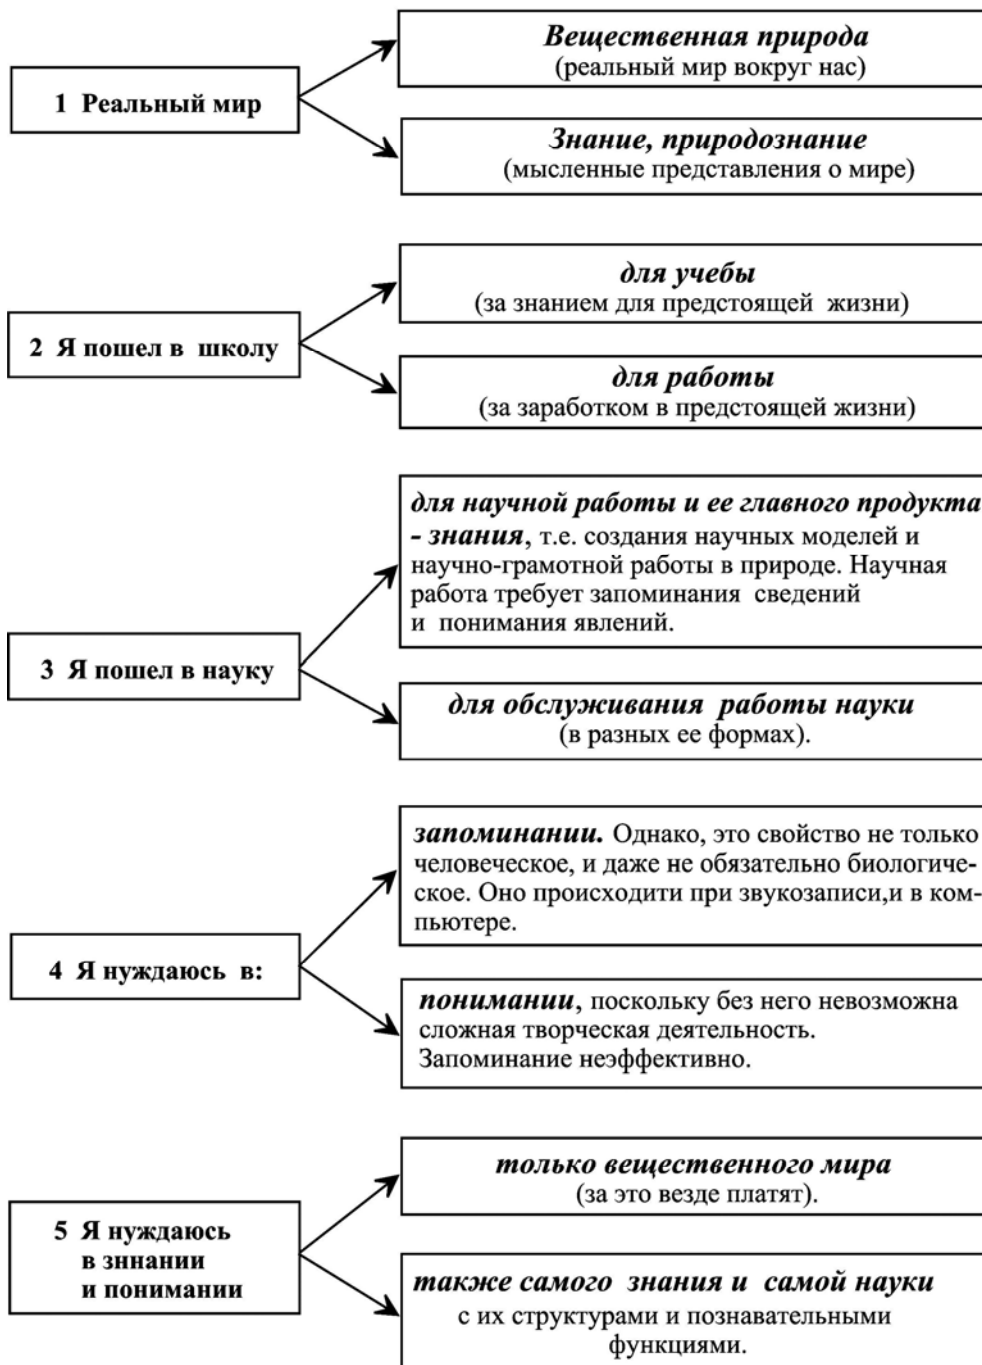 1 Реальный мир
Вещественная природа
(реальный мир вокруг нас)
Знание, природознание
(мысленные представления о мире)
2 Я пошел в школу
для учебы
(за знанием для предстоящей жизни)
для работы
(за заработком в предстоящей жизни)
3 Я пошел в науку
для научной работы и ее главного продукта
- знания, т.е. создания научных моделей и
научно-грамотной работы в природе. Научная
работа требует запоминания сведений
и понимания явлений.
для обслуживания работы науки
(в разных ее формах).
4 Я нуждаюсь в:
запоминании. Однако, это свойство не только
человеческое, и даже не обязательно биологиче-
ское. Оно происходити при звукозаписи,и в ком-
пьютере.
понимании, поскольку без него невозможна
сложная творческая деятельность.
Запоминание неэффективно.
5 Я нуждаюсь
в зннании
и понимании
только вещественного мира
(за это везде платят).
также самого знания и самой науки
с их структурами и познавательными
функциями.